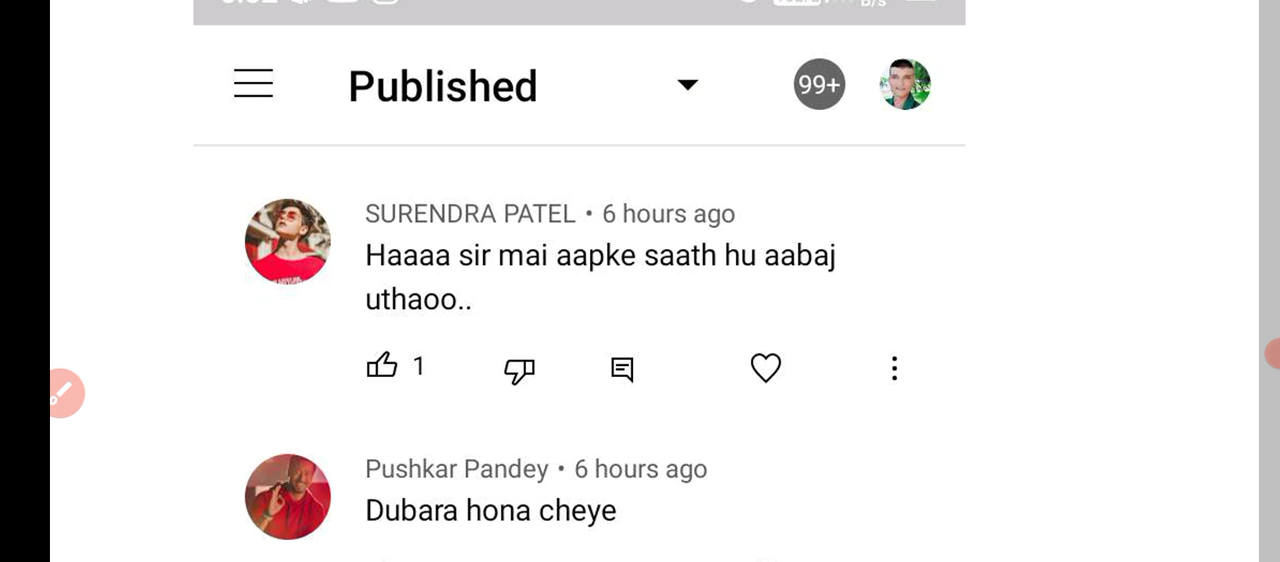 Published
99+
SURENDRA PATEL • 6 hours ago
Haaaa sir mai aapke saath hu aabaj
uthaoo..
1
Pushkar Pandey • 6 hours ago
Dubara hona cheye